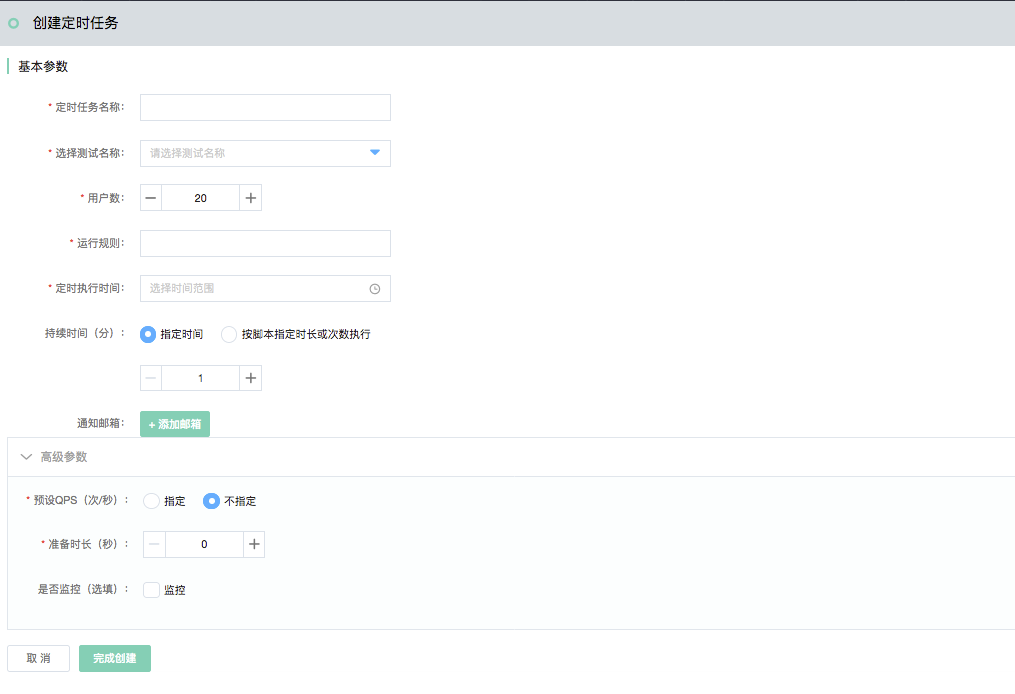 创建定时任务
基本参数
* 定时任务名称:
* 选择测试名称: 请选择测试名称
* 用户数: 20
* 运行规则:
* 定时执行时间: 选择时间范围
持续时间（分）: 指定时间 按脚本指定时长或次数执行
1
通知邮箱: + 添加邮箱
高级参数
* 预设QPS（次/秒）: 指定 不指定
* 准备时长（秒）: 0
是否监控（选填）: 监控
取 消 完成创建